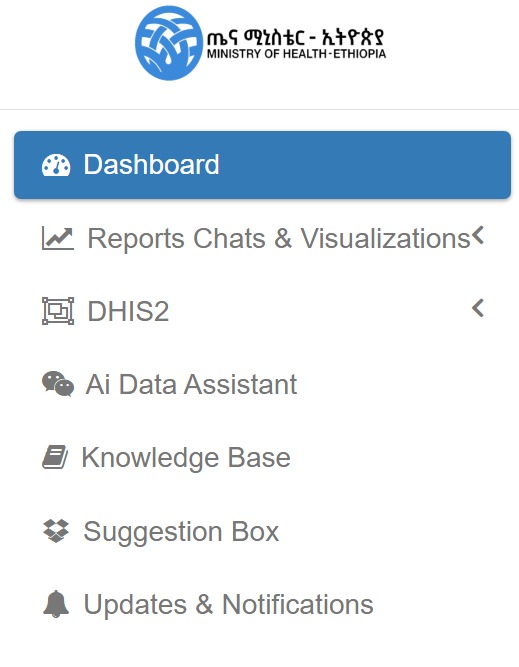 ጤና ሚኒስቴር - ኢትዮጵያ
MINISTRY OF HEALTH-ETHIOPIA
Dashboard
Reports Chats & Visualizations
DHIS2
Ai Data Assistant
Knowledge Base
Suggestion Box
Updates & Notifications